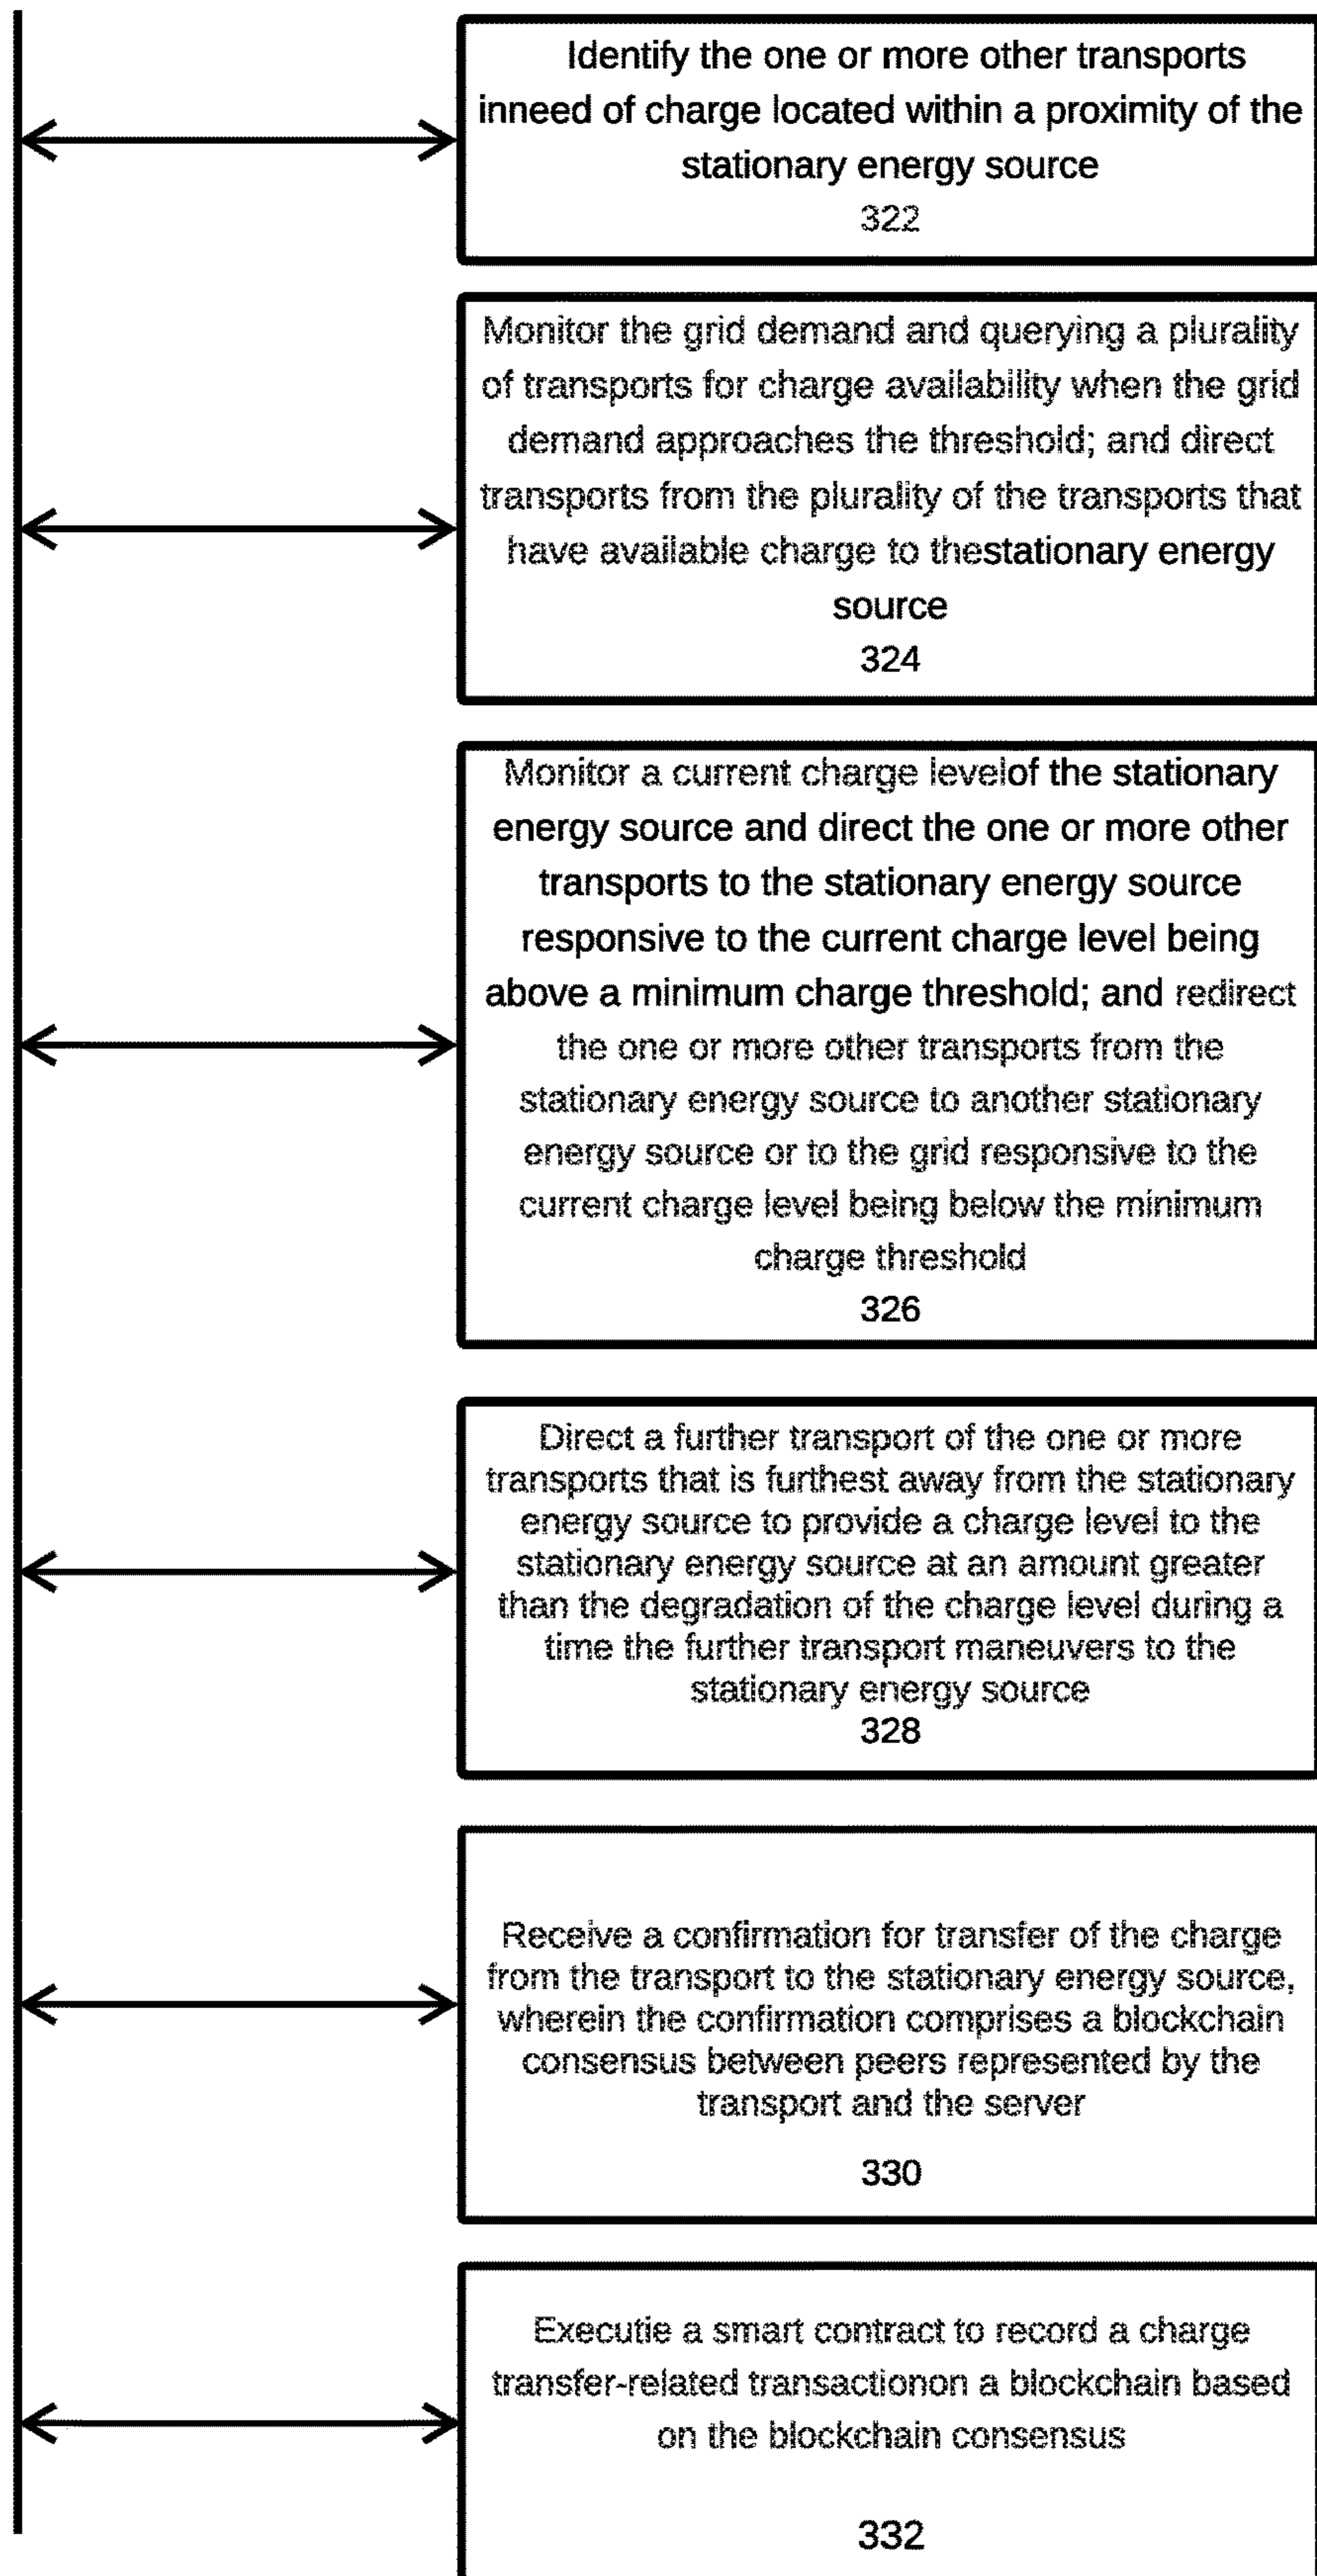 Identify the one or more other transports
inneed of charge located within a proximity of the
stationary energy source
322
Monitor the grid demand and querying a plurality
of transports for charge availability when the grid
demand approaches the threshold; and direct
transports from the plurality of the transports that
have available charge to thestationary energy
source
324
Monitor a current charge levelof the stationary
energy source and direct the one or more other
transports to the stationary energy source
responsive to the current charge level being
above a minimum charge threshold; and redirect
the one or more other transports from the
stationary energy source to another stationary
energy source or to the grid responsive to the
current charge level being below the minimum
charge threshold
326
Direct a further transport of the one or more
transports that is furthest away from the stationary
energy source to provide a charge level to the
stationary energy source at an amount greater
than the degradation of the charge level during a
time the further transport maneuvers to the
stationary energy source
328
Receive a confirmation for transfer of the charge
from the transport to the stationary energy source,
wherein the confirmation comprises a blockchain
consensus between peers represented by the
transport and the server
330
Executie a smart contract to record a charge
transfer-related transactionon a blockchain based
on the blockchain consensus
332